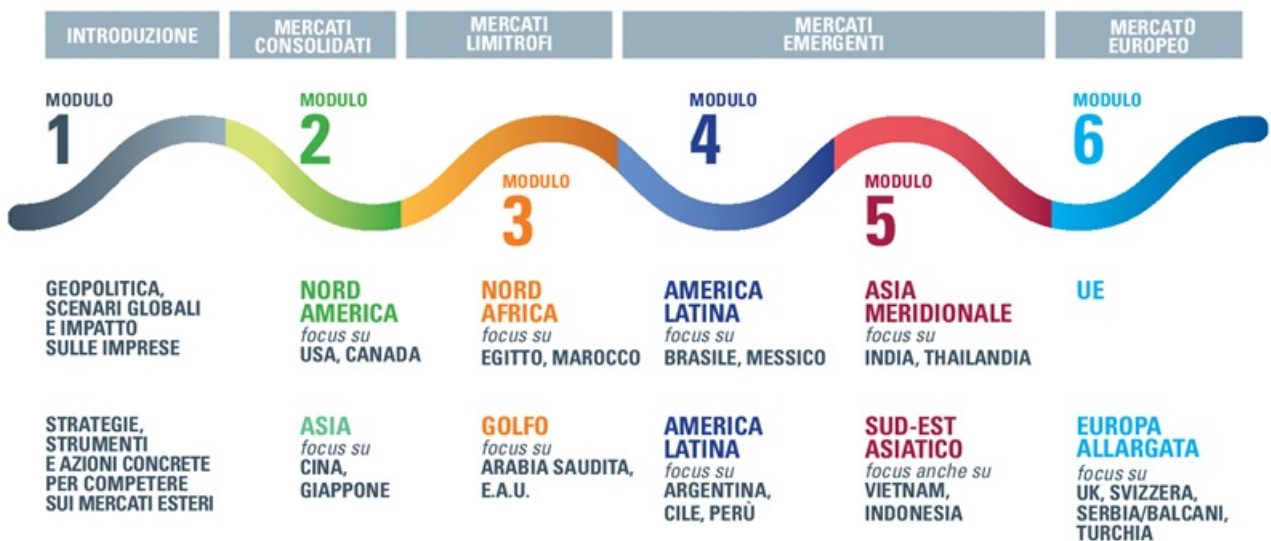 INTRODUZIONE
MERCATI
CONSOLIDATI
MERCATI
LIMITROFI
MERCATI
EMERGENTI
MERCATO
EUROPEO
MODULO
1
MODULO
2
MODULO
3
MODULO
4
MODULO
5
MODULO
6
GEOPOLITICA,
SCENARI GLOBALI
E IMPATTO
SULLE IMPRESE
NORD
AMERICA
focus su
USA, CANADA
NORD
AFRICA
focus su
EGITTO, MAROCCO
AMERICA
LATINA
focus su
BRASILE, MESSICO
ASIA
MERIDIONALE
focus su
INDIA, THAILANDIA
UE
STRATEGIE,
STRUMENTI
E AZIONI CONCRETE
PER COMPETERE
SUI MERCATI ESTERI
ASIA
focus su
CINA,
GIAPPONE
GOLFO
focus su
ARABIA SAUDITA,
E.A.U.
AMERICA
LATINA
focus su
ARGENTINA,
CILE, PERÙ
SUD-EST
ASIATICO
focus anche su
VIETNAM,
INDONESIA
EUROPA
ALLARGATA
focus su
UK, SVIZZERA,
SERBIA/BALCANI,
TURCHIA